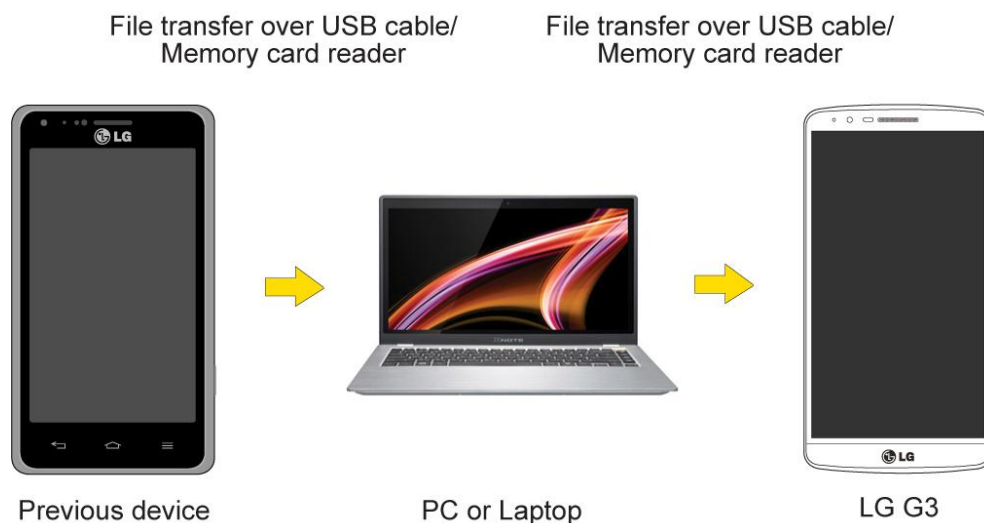 File transfer over USB cable/
Memory card reader
File transfer over USB cable/
Memory card reader
LG
LG
Previous device
PC or Laptop
LG G3